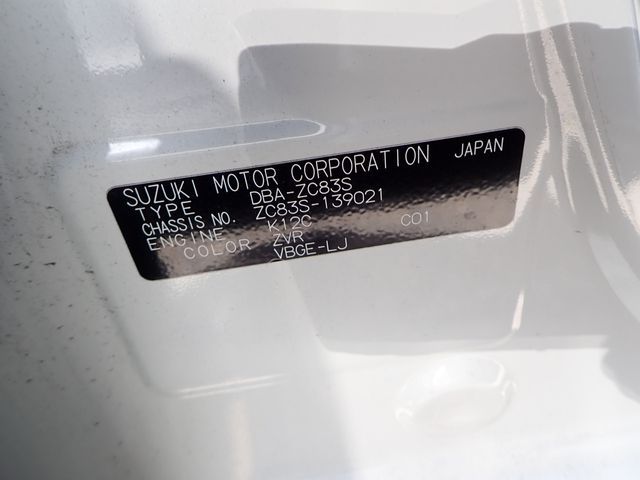 SUZUKI MOTOR CORPORATION JAPAN
TYPE DBA-ZC83S
CHASSIS NO. ZC83S-139021
ENGINE K12C
COLOR ZVR C01
VBGE-LJ